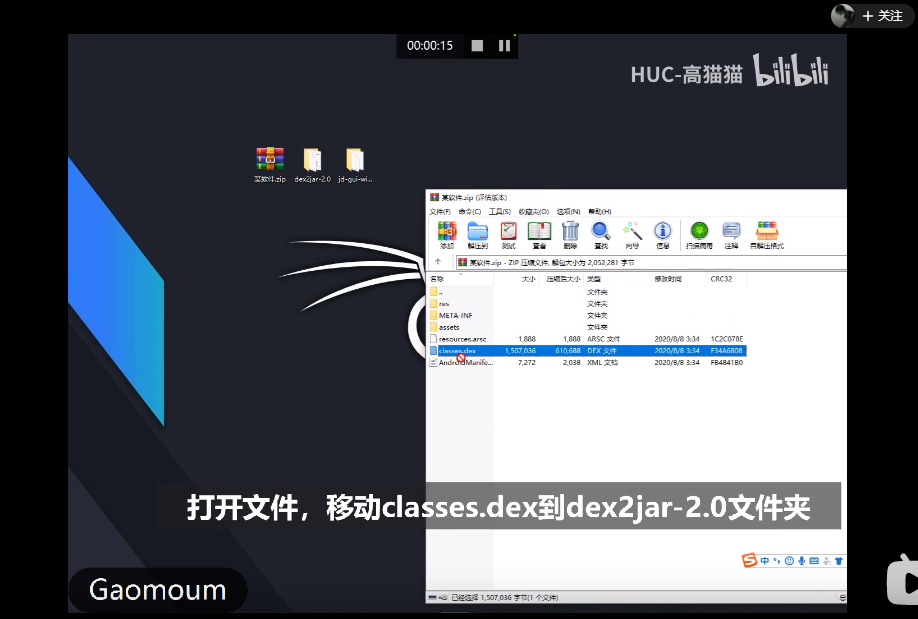 + 关注
00:00:15
HUC-高猫猫 bilibili
某软件.zip dex2jar-2.0 jd-gui-wi...
某软件.zip (评估版本)
文件(F) 命令(C) 工具(S) 收藏夹(O) 选项(N) 帮助(H)
添加 解压到 测试 查看 删除 查找 向导 信息 扫描病毒 注释 自解压格式
某软件.zip - ZIP 压缩文件, 解包大小为 2,052,281 字节
名称 大小 压缩后大小 类型 修改时间 CRC32
.. 文件夹
res 文件夹
META-INF 文件夹
assets 文件夹
resources.arsc 1,888 1,888 ARSC 文件 2020/8/8 3:34 1C2C078E
classes.dex 1,507,036 610,688 DEX 文件 2020/8/8 3:34 F34A6808
AndroidManife... 7,272 2,038 XML 文档 2020/8/8 3:34 FB4841B0
打开文件，移动classes.dex到dex2jar-2.0文件夹
中
Gaomoum
已经选择 1,507,036 字节(1 个文件)